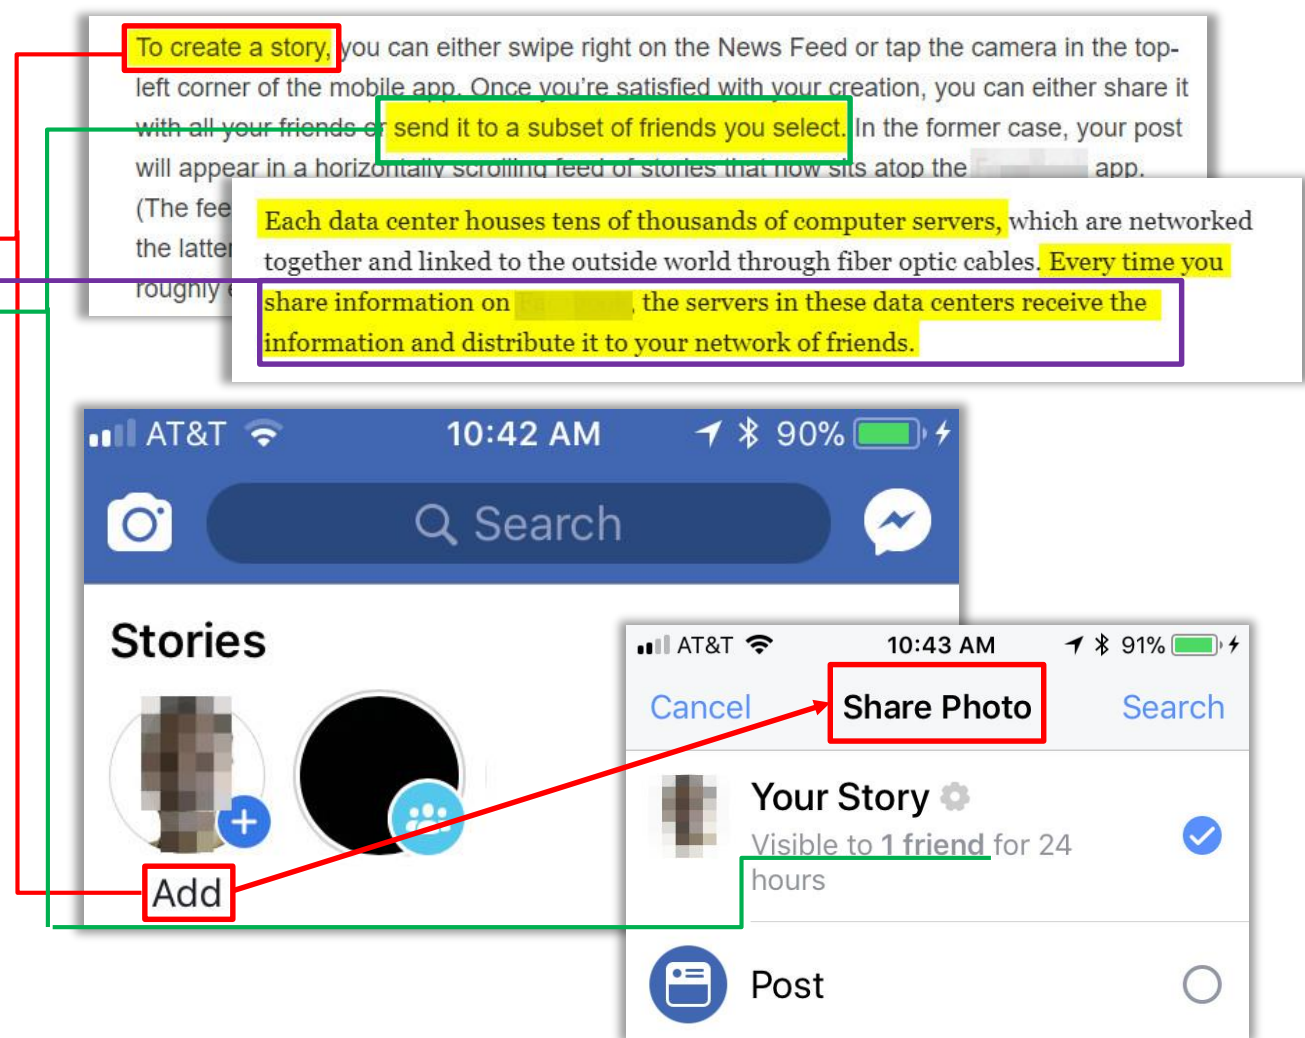 To create a story, you can either swipe right on the News Feed or tap the camera in the top-
left corner of the mobile app. Once you're satisfied with your creation, you can either share it
with all your friends or send it to a subset of friends you select. In the former case, your post
will appear in a horizontally scrolling feed of stories that now sits atop the app.
(The fee
the latter
roughly
Each data center houses tens of thousands of computer servers, which are networked
together and linked to the outside world through fiber optic cables. Every time you
share information on , the servers in these data centers receive the
information and distribute it to your network of friends.
AT&T 10:42 AM 90%
Search
Stories
Add
AT&T 10:43 AM 91%
Cancel Share Photo Search
Your Story
Visible to 1 friend for 24
hours
Post